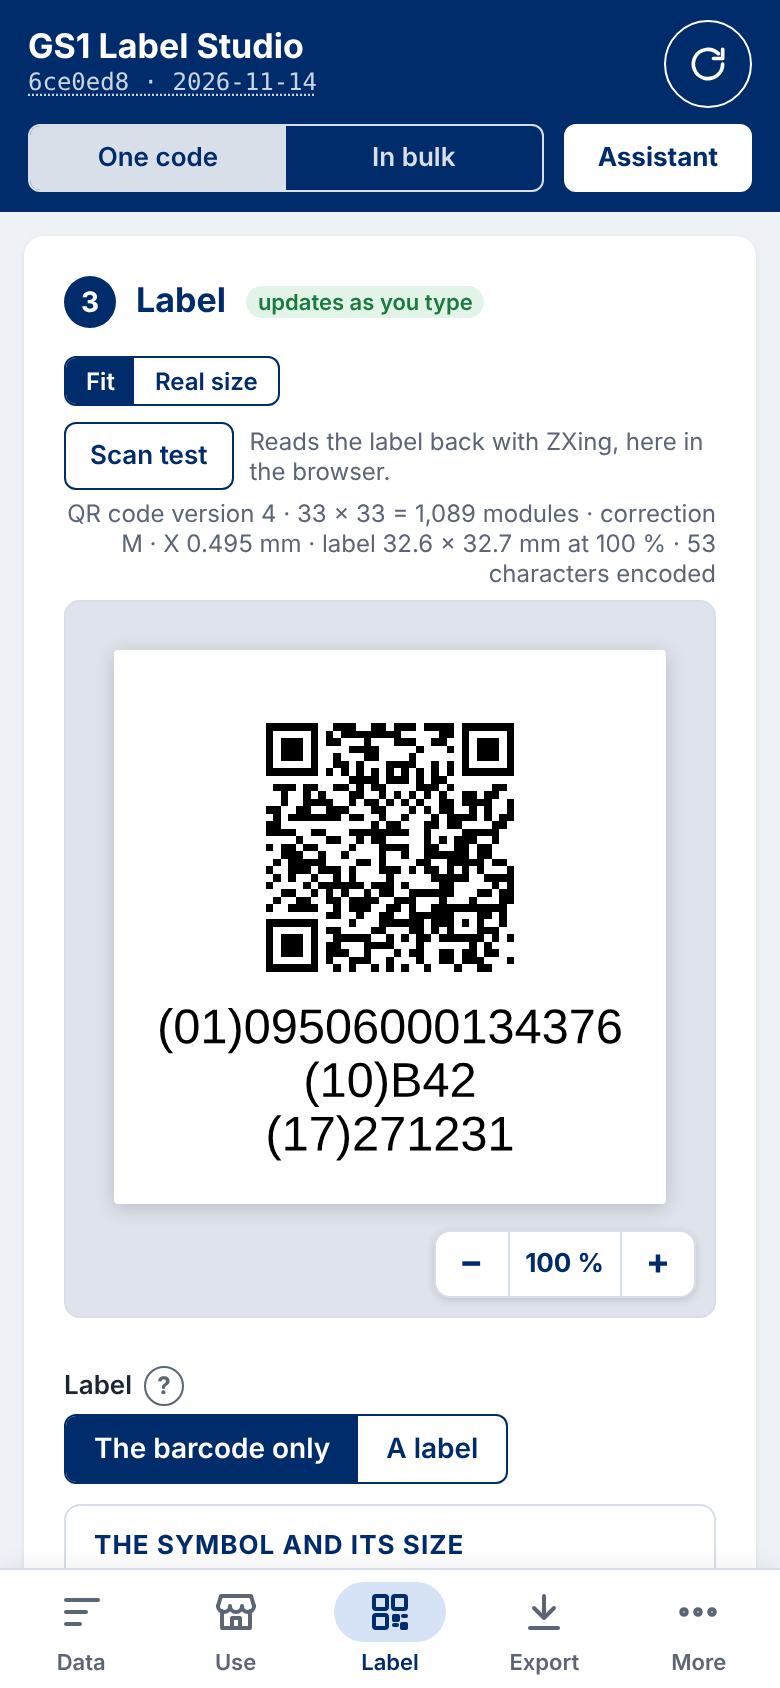 GS1 Label Studio
6ce0ed8 · 2026-11-14
One code
In bulk
Assistant
3
Label
updates as you type
Fit
Real size
Scan test
Reads the label back with ZXing, here in
the browser.
QR code version 4 · 33 × 33 = 1,089 modules · correction
M · X 0.495 mm · label 32.6 × 32.7 mm at 100 % · 53
characters encoded
(01)09506000134376
(10)B42
(17)271231
−
100 %
+
Label
?
The barcode only
A label
THE SYMBOL AND ITS SIZE
Data
Use
Label
Export
More